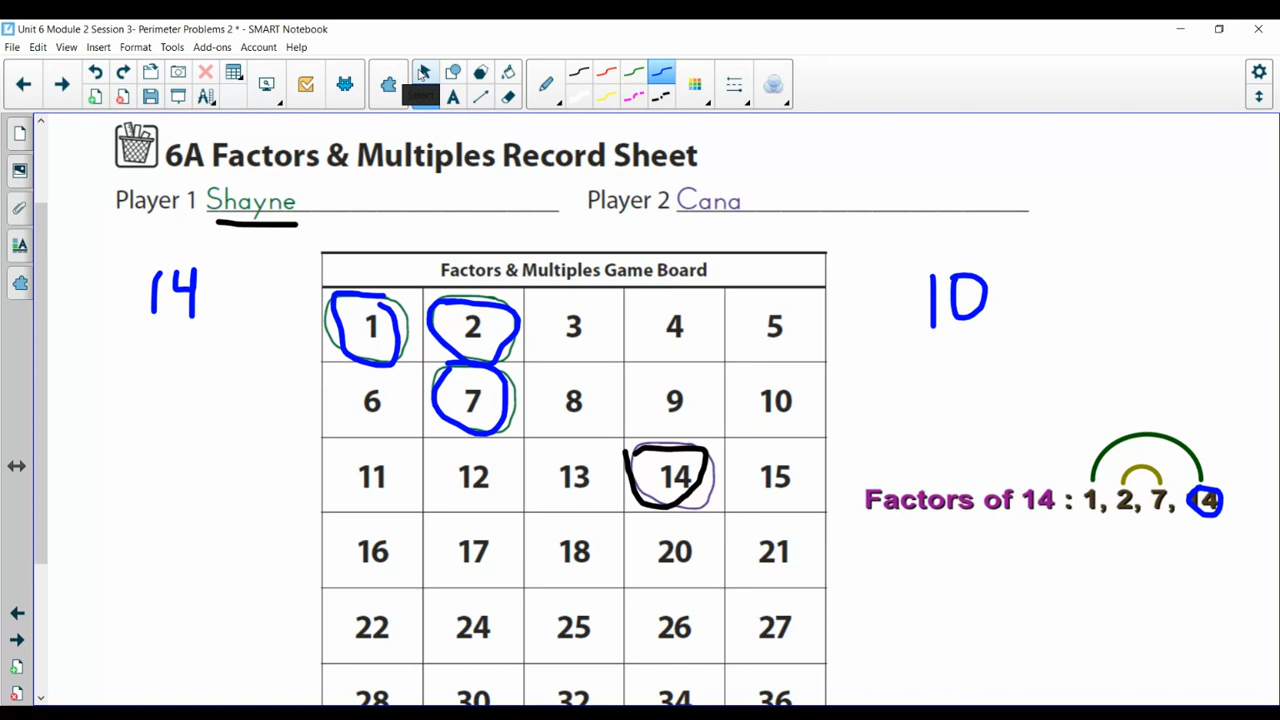 Unit 6 Module 2 Session 3- Perimeter Problems 2 * - SMART Notebook
File Edit View Insert Format Tools Add-ons Account Help
6A Factors & Multiples Record Sheet
Player 1 Shayne Player 2 Cana
Factors & Multiples Game Board
14
10
1 2 3 4 5
6 7 8 9 10
11 12 13 14 15
Factors of 14 : 1, 2, 7, 14
16 17 18 20 21
22 24 25 26 27
28 30 32 34 36